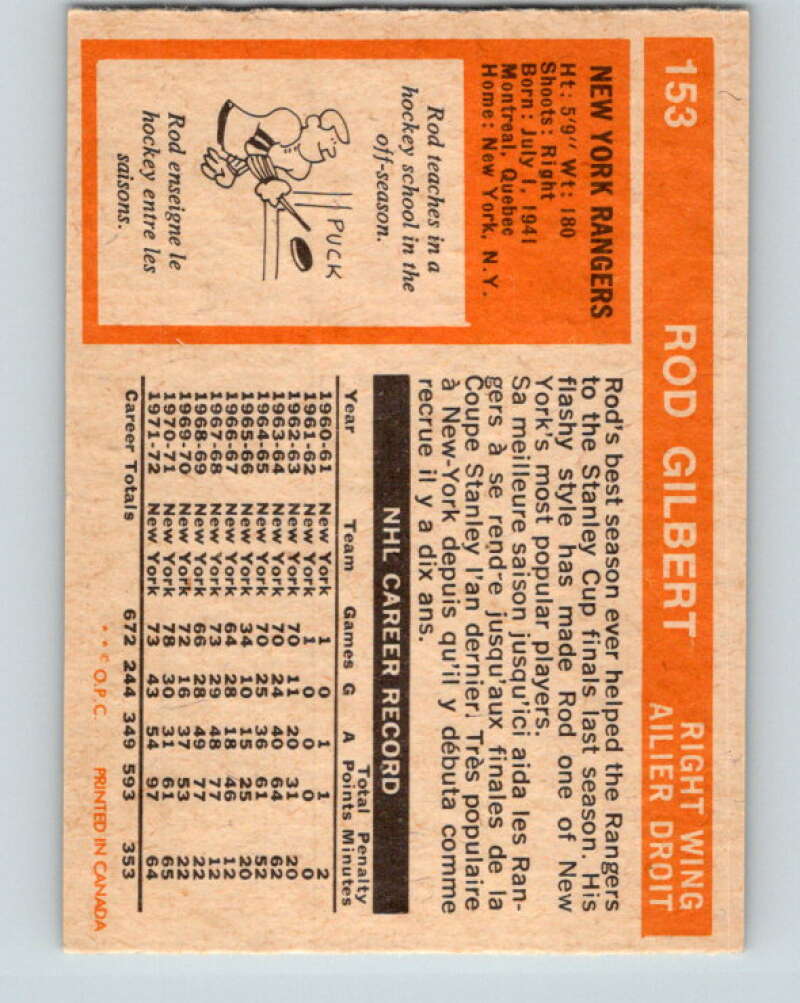 153 ROD GILBERT RIGHT WING
AILIER DROIT
NEW YORK RANGERS
Ht: 5'9" Wt: 180
Shoots: Right
Born: July 1, 1941
Montreal, Quebec
Home: New York, N.Y.
Rod teaches in a
hockey school in the
off-season.
PUCK
Rod enseigne le
hockey entre les
saisons.
Rod's best season ever helped the Rangers
to the Stanley Cup finals last season. His
flashy style has made Rod one of New
York's most popular players.
Sa meilleure saison jusqu'ici aida les Ran-
gers à se rendre jusqu'aux finales de la
Coupe Stanley l'an dernier. Très populaire
à New-York depuis qu'il y débuta comme
recrue il y a dix ans.
NHL CAREER RECORD
Total Penalty
Year Team Games G A Points Minutes
1960-61 New York 1 0 1 1 2
1961-62 New York 1 0 0 0 0
1962-63 New York 70 11 20 31 20
1963-64 New York 70 24 40 64 62
1964-65 New York 70 25 36 61 52
1965-66 New York 34 10 15 25 20
1966-67 New York 64 28 18 46 12
1967-68 New York 73 29 48 77 12
1968-69 New York 66 28 49 77 22
1969-70 New York 72 16 37 53 22
1970-71 New York 78 30 31 61 65
1971-72 New York 73 43 54 97 64
Career Totals 672 244 349 593 353
* * © O.P.C. PRINTED IN CANADA